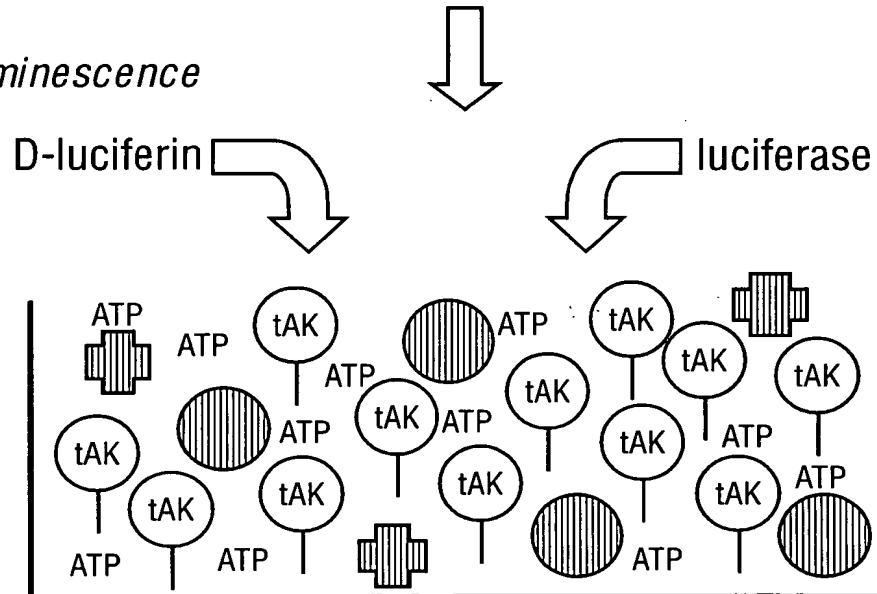 minescence
D-luciferin luciferase
ATP tAK ATP tAK
ATP tAK
ATP tAK tAK
ATP tAK ATP tAK ATP
tAK tAK ATP
tAK tAK tAK
ATP ATP ATP